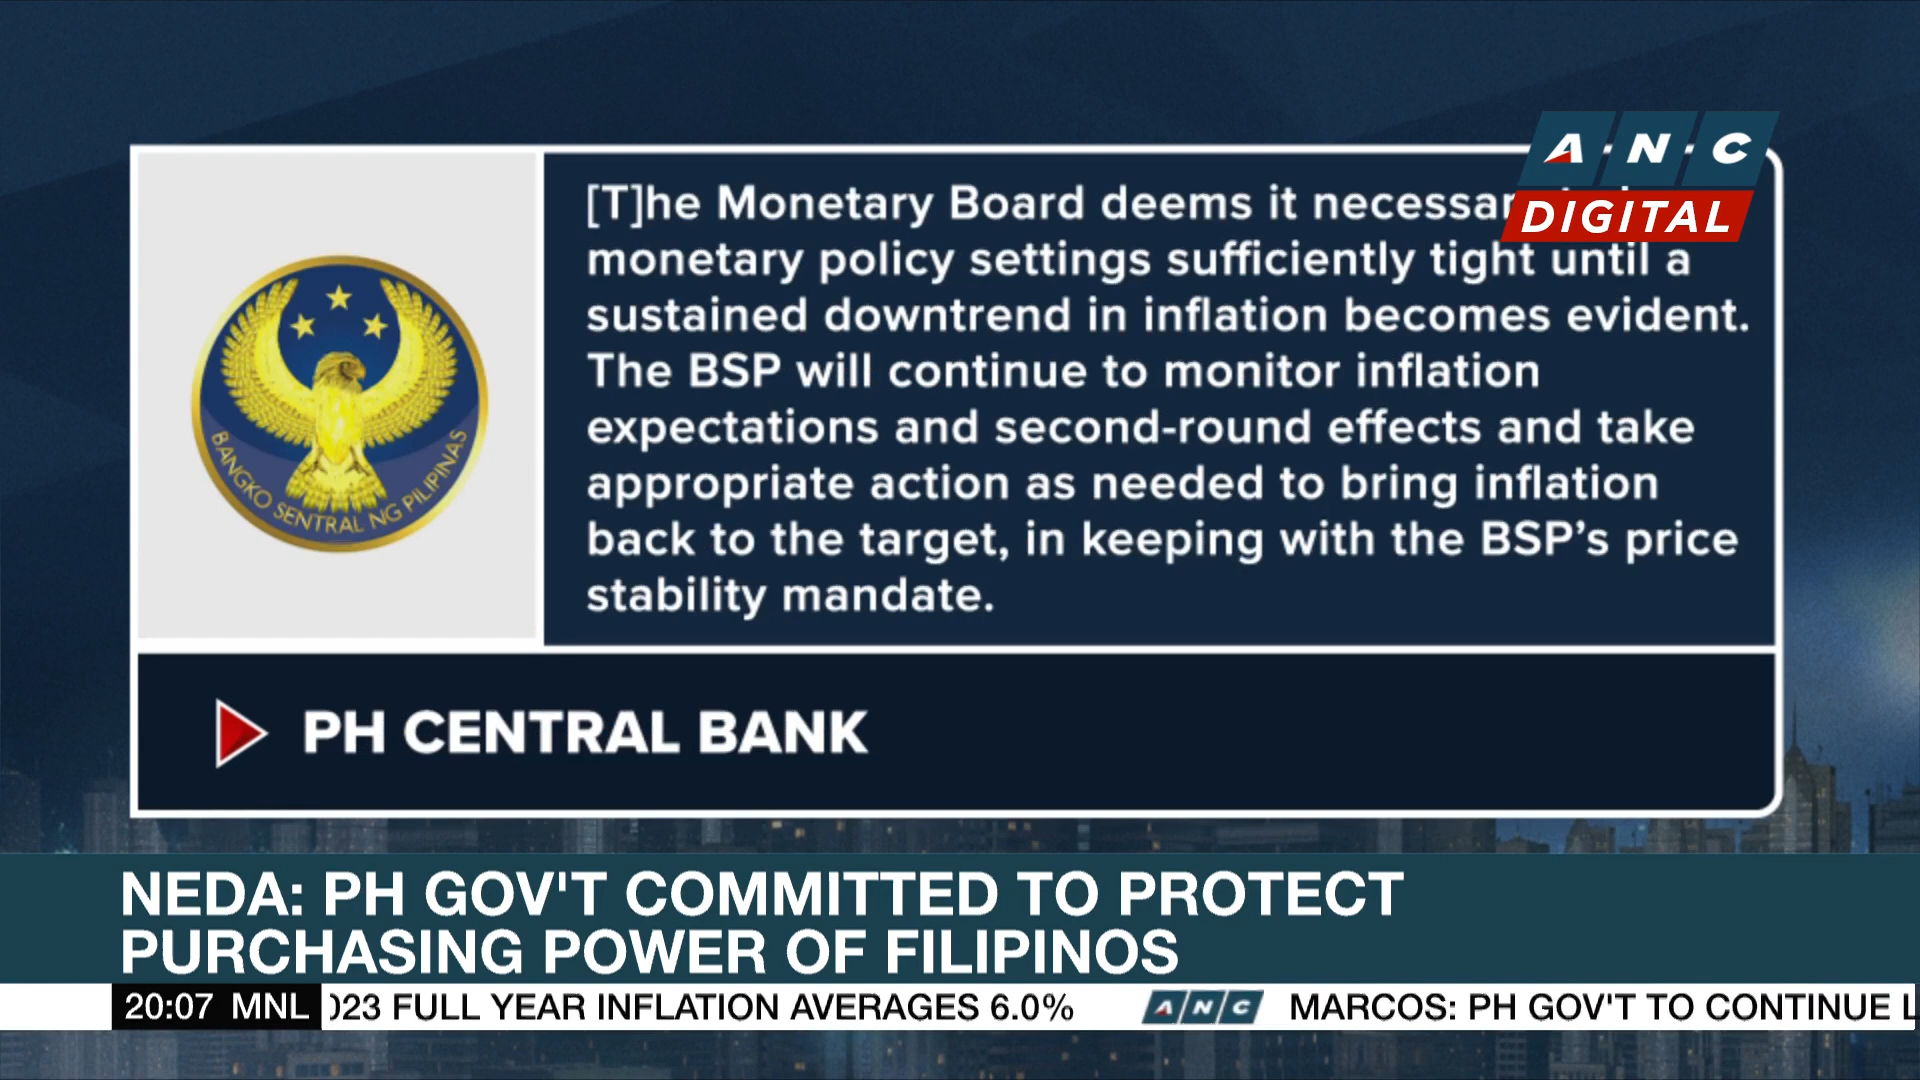 ANC
DIGITAL
[T]he Monetary Board deems it
monetary policy settings sufficiently tight until a
sustained downtrend in inflation becomes evident.
The BSP will continue to monitor inflation
expectations and second-round effects and take
appropriate action as needed to bring inflation
back to the target, in keeping with the BSP's price
stability mandate.
BANGKO SENTRAL NG PILIPINAS
PH CENTRAL BANK
NEDA: PH GOV'T COMMITTED TO PROTECT
PURCHASING POWER OF FILIPINOS
20:07 MNL 023 FULL YEAR INFLATION AVERAGES 6.0% ANC MARCOS: PH GOV'T TO CONTINUE L